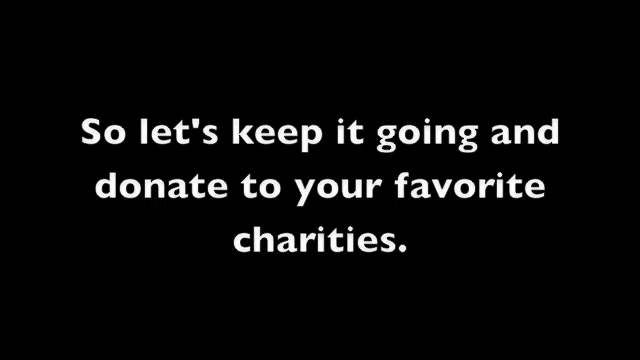 So let's keep it going and
donate to your favorite
charities.